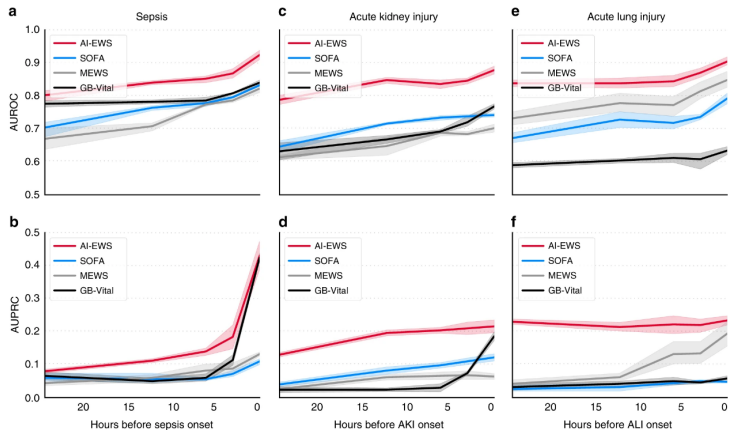 a Sepsis
c Acute kidney injury
e Acute lung injury
AUROC
1.0
0.9
0.8
0.7
0.6
0.5
AI-EWS
SOFA
MEWS
GB-Vital
AI-EWS
SOFA
MEWS
GB-Vital
AI-EWS
SOFA
MEWS
GB-Vital
b
d
f
AUPRC
0.5
0.4
0.3
0.2
0.1
0
AI-EWS
SOFA
MEWS
GB-Vital
AI-EWS
SOFA
MEWS
GB-Vital
AI-EWS
SOFA
MEWS
GB-Vital
20 15 10 5 0
20 15 10 5 0
20 15 10 5 0
Hours before sepsis onset
Hours before AKI onset
Hours before ALI onset